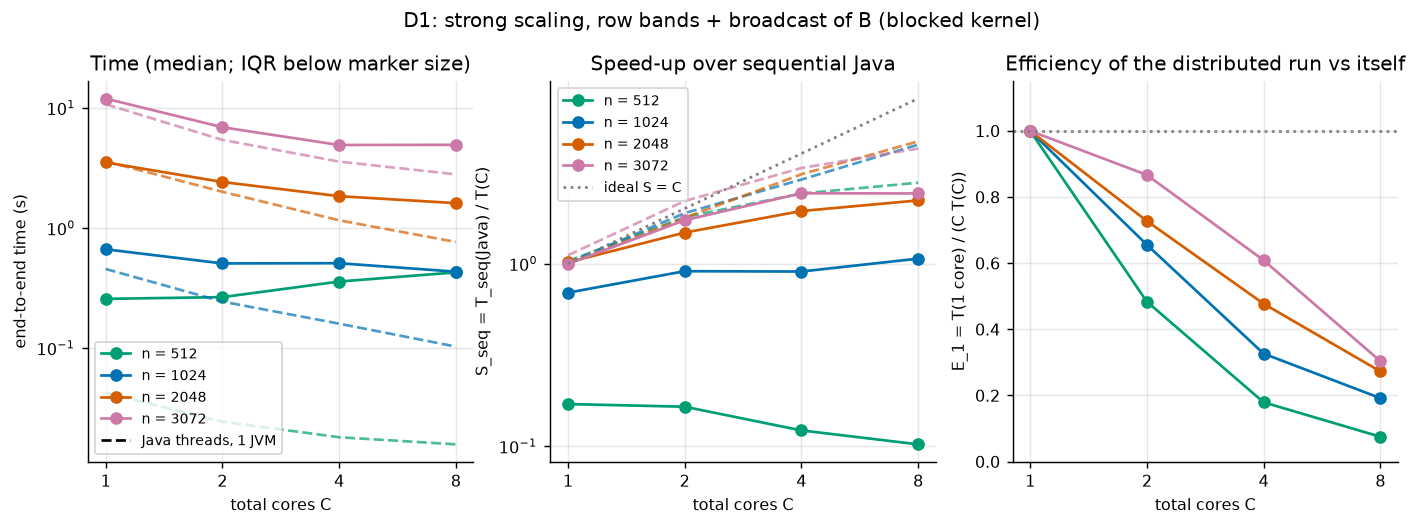 D1: strong scaling, row bands + broadcast of B (blocked kernel)
Time (median; IQR below marker size)
end-to-end time (s)
10¹
10⁰
10⁻¹
n = 512
n = 1024
n = 2048
n = 3072
Java threads, 1 JVM
1 2 4 8
total cores C
Speed-up over sequential Java
S_seq = T_seq(Java) / T(C)
10⁰
10⁻¹
n = 512
n = 1024
n = 2048
n = 3072
ideal S = C
1 2 4 8
total cores C
Efficiency of the distributed run vs itself
E_1 = T(1 core) / (C T(C))
1.0
0.8
0.6
0.4
0.2
0.0
1 2 4 8
total cores C